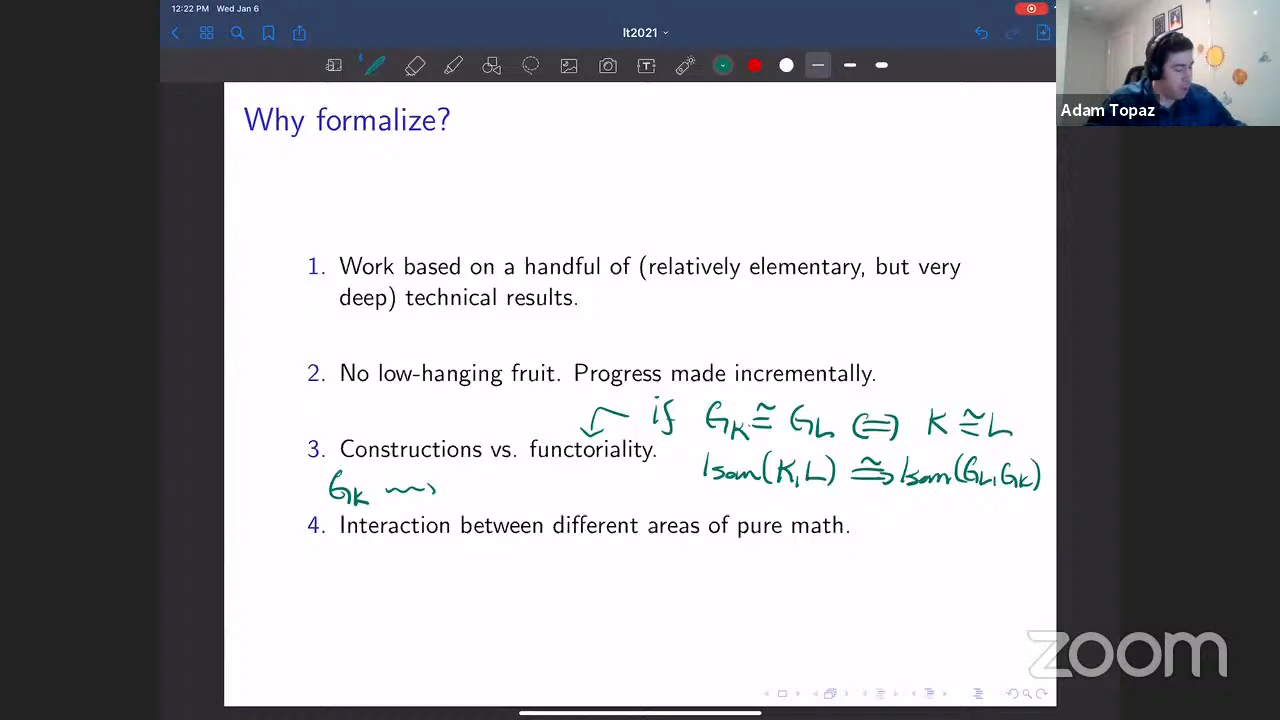 12:22 PM Wed Jan 6
lt2021
T
Adam Topaz
Why formalize?
1. Work based on a handful of (relatively elementary, but very
deep) technical results.
2. No low-hanging fruit. Progress made incrementally.
if G_K ≅ G_L ⟺ K ≅ L
3. Constructions vs. functoriality.
Isom(K, L) ≅ Isom(G_L, G_K)
G_K ⇝
4. Interaction between different areas of pure math.
zoom